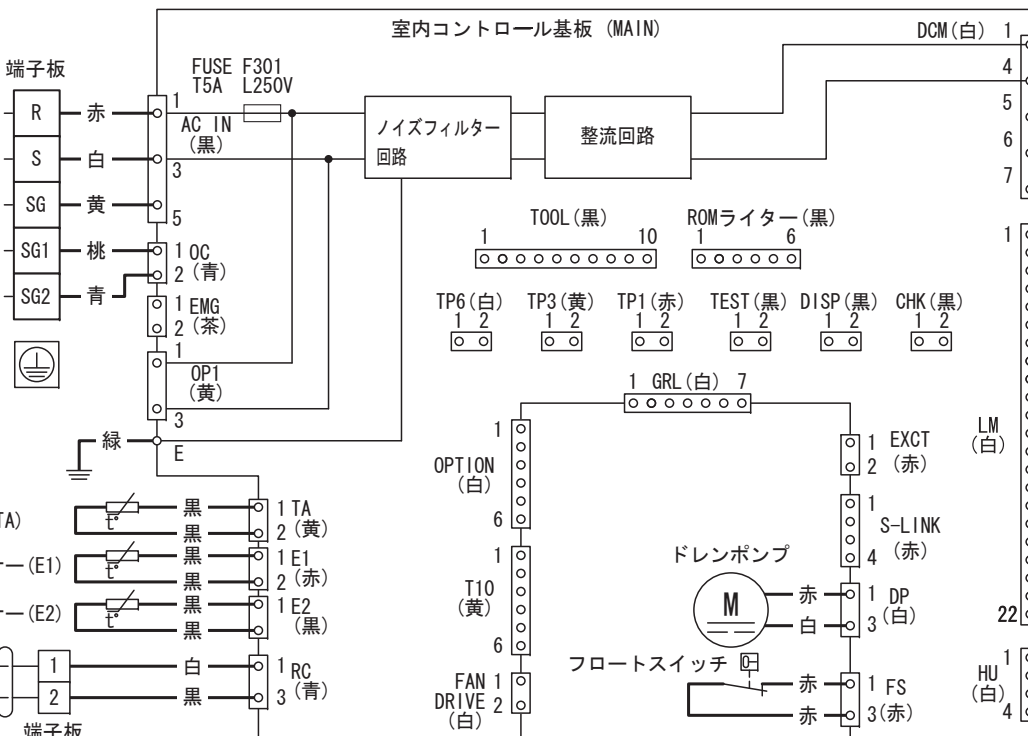 室内コントロール基板 (MAIN)
DCM(白) 1
4
5
6
7
端子板
FUSE F301
T5A L250V
R 赤 1
AC IN
(黒)
S 白 3
SG 黄 5
ノイズフィルター
回路
整流回路
SG1 桃 1 OC
SG2 青 2 (青)
1 EMG
2 (茶)
1
OP1
(黄)
3
緑 E
TOOL(黒)
1 10
ROMライター(黒)
1 6
TP6(白)
1 2
TP3(黄)
1 2
TP1(赤)
1 2
TEST(黒)
1 2
DISP(黒)
1 2
CHK(黒)
1 2
1 GRL(白) 7
1
OPTION
(白)
6
1
T10
(黄)
6
FAN 1
DRIVE 2
(白)
1 EXCT
2 (赤)
1
S-LINK
4 (赤)
ドレンポンプ
M
赤 1 DP
白 3 (白)
フロートスイッチ
赤 1 FS
赤 3(赤)
1
LM
(白)
22
1
HU
(白)
4
TA)
t°
黒 1 TA
黒 2 (黄)
ー(E1)
t°
黒 1 E1
黒 2 (赤)
ー(E2)
t°
黒 1 E2
黒 2 (黒)
1 白 1 RC
2 黒 3 (青)
端子板